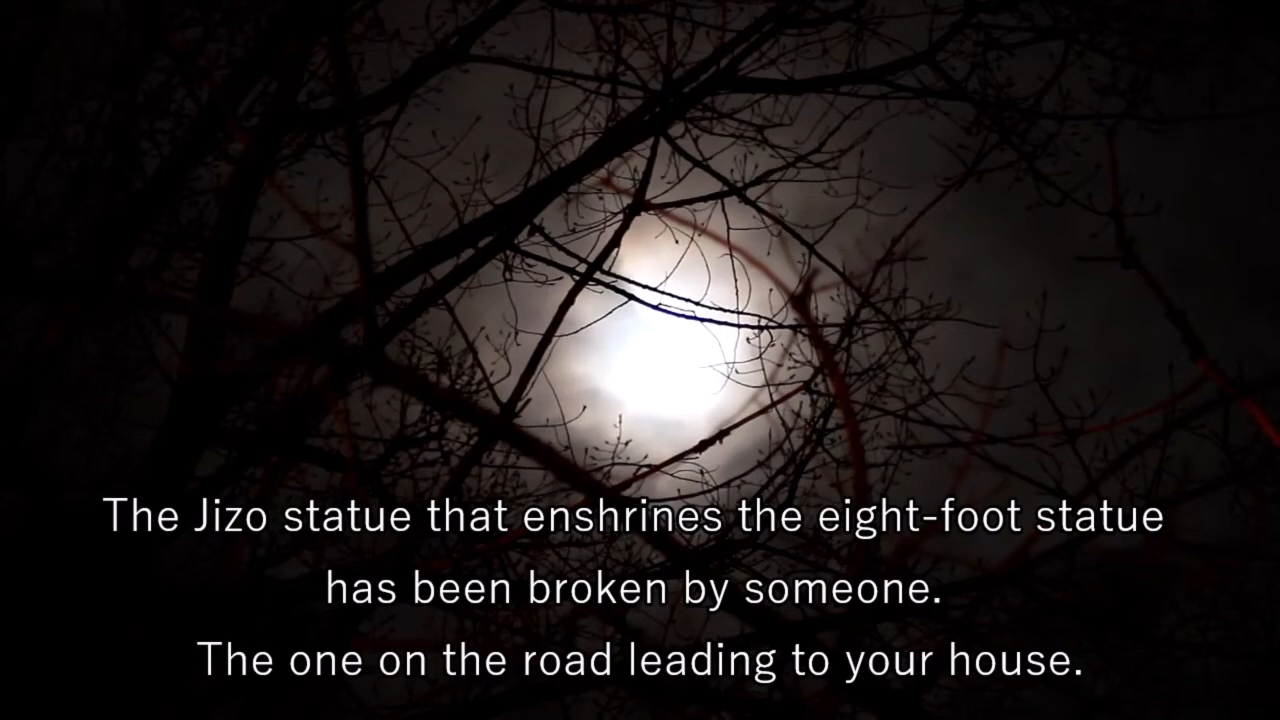 The Jizo statue that enshrines the eight-foot statue
has been broken by someone.
The one on the road leading to your house.